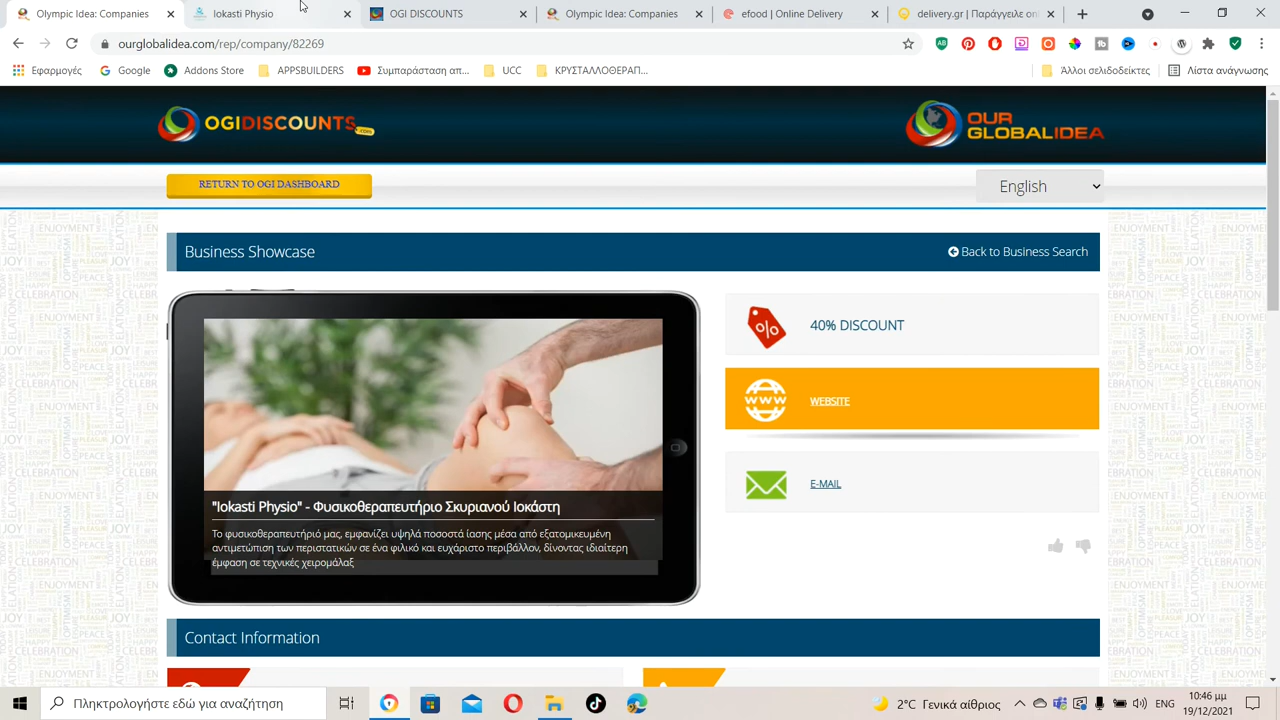 Olympic Idea: Companies
Iokasti Physio
OGI DISCOUNTS
Olympic Idea: Companies
efood | Online Delivery
delivery.gr | Παράγγειλε on
ourglobalidea.com/rep/company/82269
Εφαρμογές
Google
Addons Store
APPSBUILDERS
Συμπαράσταση απ...
UCC
ΚΡΥΣΤΑΛΛΟΘΕΡΑΠ...
Άλλοι σελιδοδείκτες
Λίστα ανάγνωσης
OGIDISCOUNTS.com
OUR
GLOBALIDEA
RETURN TO OGI DASHBOARD
English
Business Showcase
Back to Business Search
40% DISCOUNT
WWW
WEBSITE
E-MAIL
"Iokasti Physio" - Φυσικοθεραπευτήριο Σκυριανού Ιοκάστη
Το φυσικοθεραπευτήριό μας, εμφανίζει υψηλά ποσοστά ίασης μέσα από εξατομικευμένη
αντιμετώπιση των περιστατικών σε ένα φιλικό και ευχάριστο περιβάλλον, δίνοντας ιδιαίτερη
έμφαση σε τεχνικές χειρομάλαξ
Contact Information
Πληκτρολογήστε εδώ για αναζήτηση
2°C Γενικά αίθριος
ENG
10:46 μμ
19/12/2021